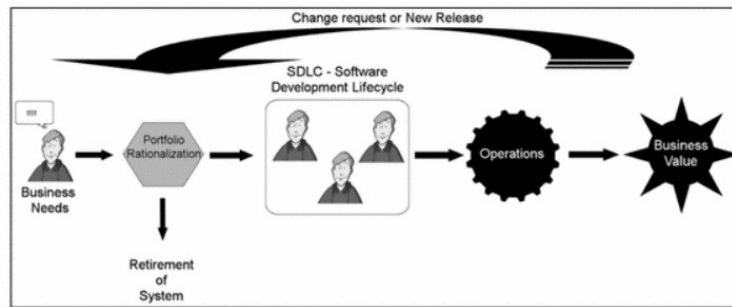 Change request or New Release
SDLC - Software
Development Lifecycle
!!!!
Business
Needs
Portfolio
Rationalization
Operations
Business
Value
Retirement
of
System